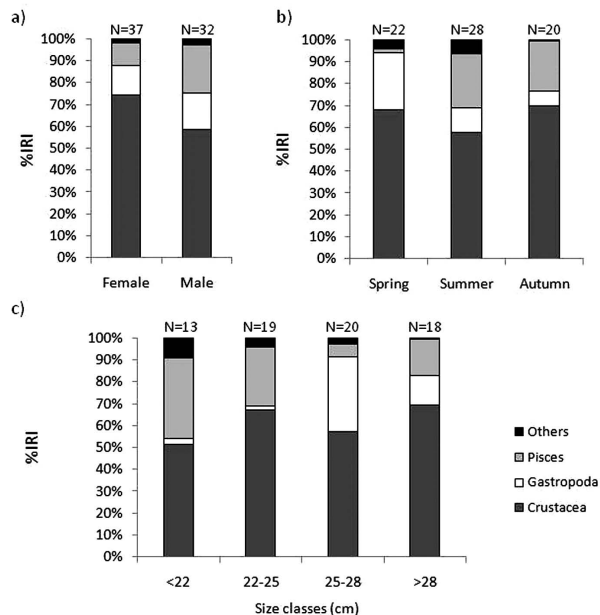 a)
N=37 N=32
100%
90%
80%
70%
60%
50%
40%
30%
20%
10%
0%
%IRI
Female Male
b)
N=22 N=28 N=20
100%
90%
80%
70%
60%
50%
40%
30%
20%
10%
0%
%IRI
Spring Summer Autumn
c)
N=13 N=19 N=20 N=18
100%
90%
80%
70%
60%
50%
40%
30%
20%
10%
0%
%IRI
<22 22-25 25-28 >28
Size classes (cm)
Others
Pisces
Gastropoda
Crustacea